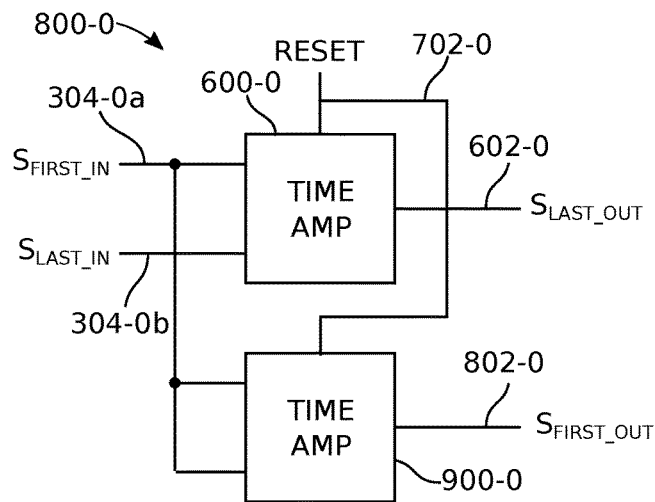 800-0
RESET
702-0
600-0
304-0a
602-0
S_FIRST_IN
TIME
AMP
S_LAST_OUT
S_LAST_IN
304-0b
802-0
TIME
AMP
S_FIRST_OUT
900-0